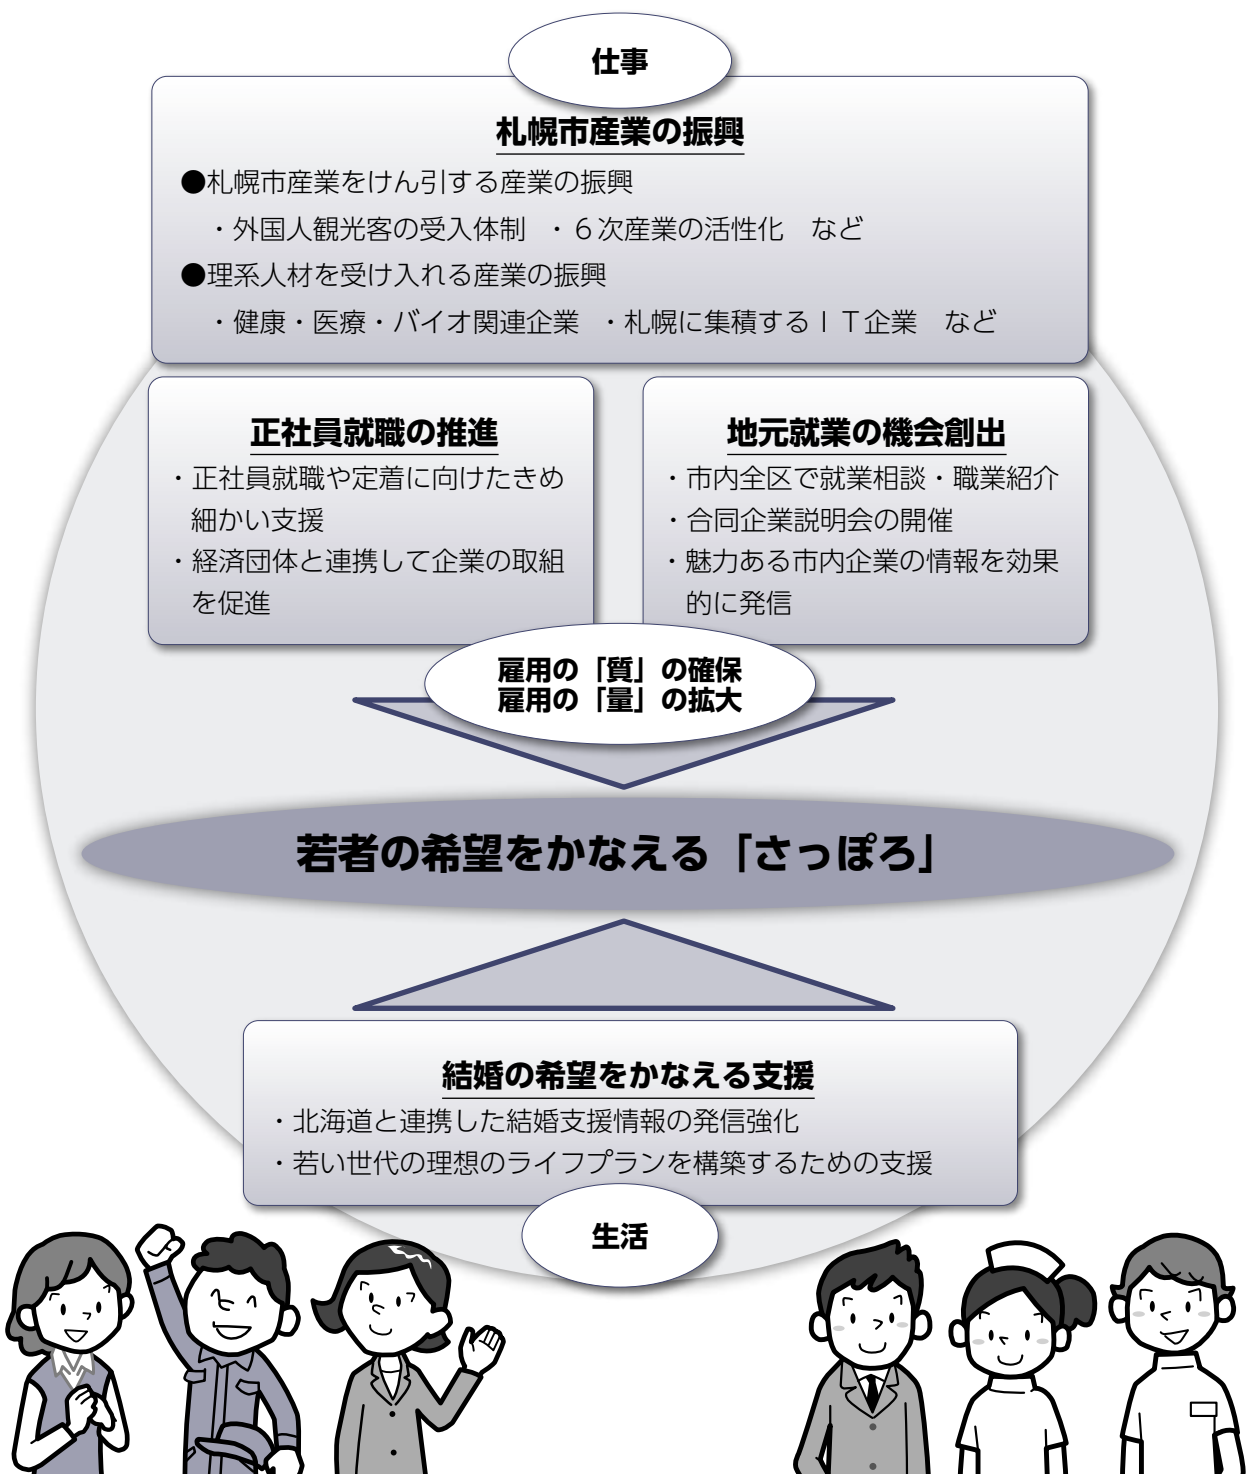 仕事
札幌市産業の振興
●札幌市産業をけん引する産業の振興
・外国人観光客の受入体制　・６次産業の活性化　など
●理系人材を受け入れる産業の振興
・健康・医療・バイオ関連企業　・札幌に集積するＩＴ企業　など
正社員就職の推進
・正社員就職や定着に向けたきめ
細かい支援
・経済団体と連携して企業の取組
を促進
地元就業の機会創出
・市内全区で就業相談・職業紹介
・合同企業説明会の開催
・魅力ある市内企業の情報を効果
的に発信
雇用の「質」の確保
雇用の「量」の拡大
若者の希望をかなえる「さっぽろ」
結婚の希望をかなえる支援
・北海道と連携した結婚支援情報の発信強化
・若い世代の理想のライフプランを構築するための支援
生活